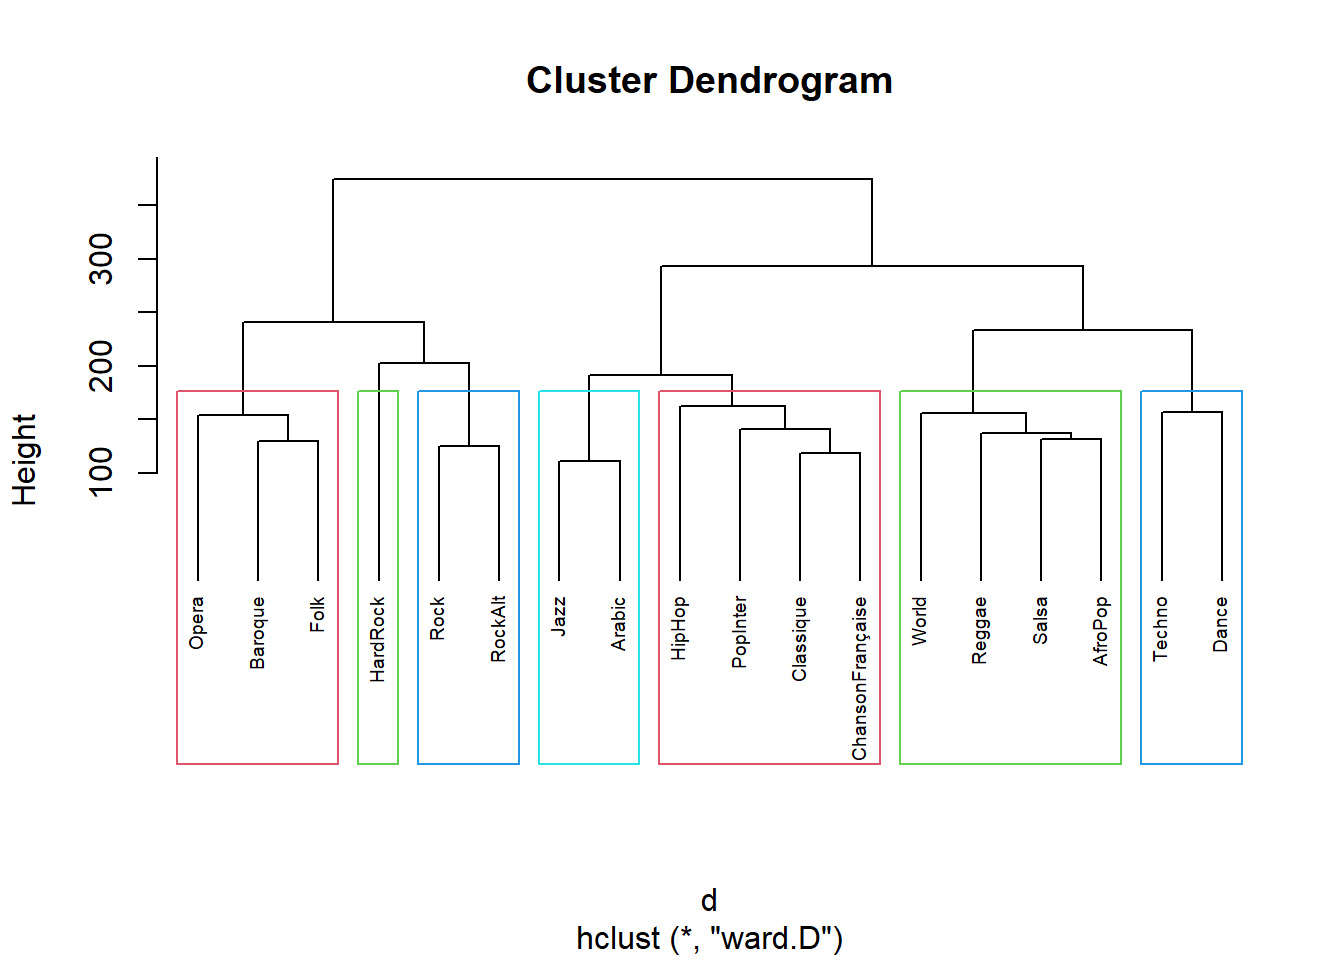 Cluster Dendrogram
Height
300
200
100
Opera
Baroque
Folk
HardRock
Rock
RockAlt
Jazz
Arabic
HipHop
PopInter
Classique
ChansonFrançaise
World
Reggae
Salsa
AfroPop
Techno
Dance
d
hclust (*, "ward.D")